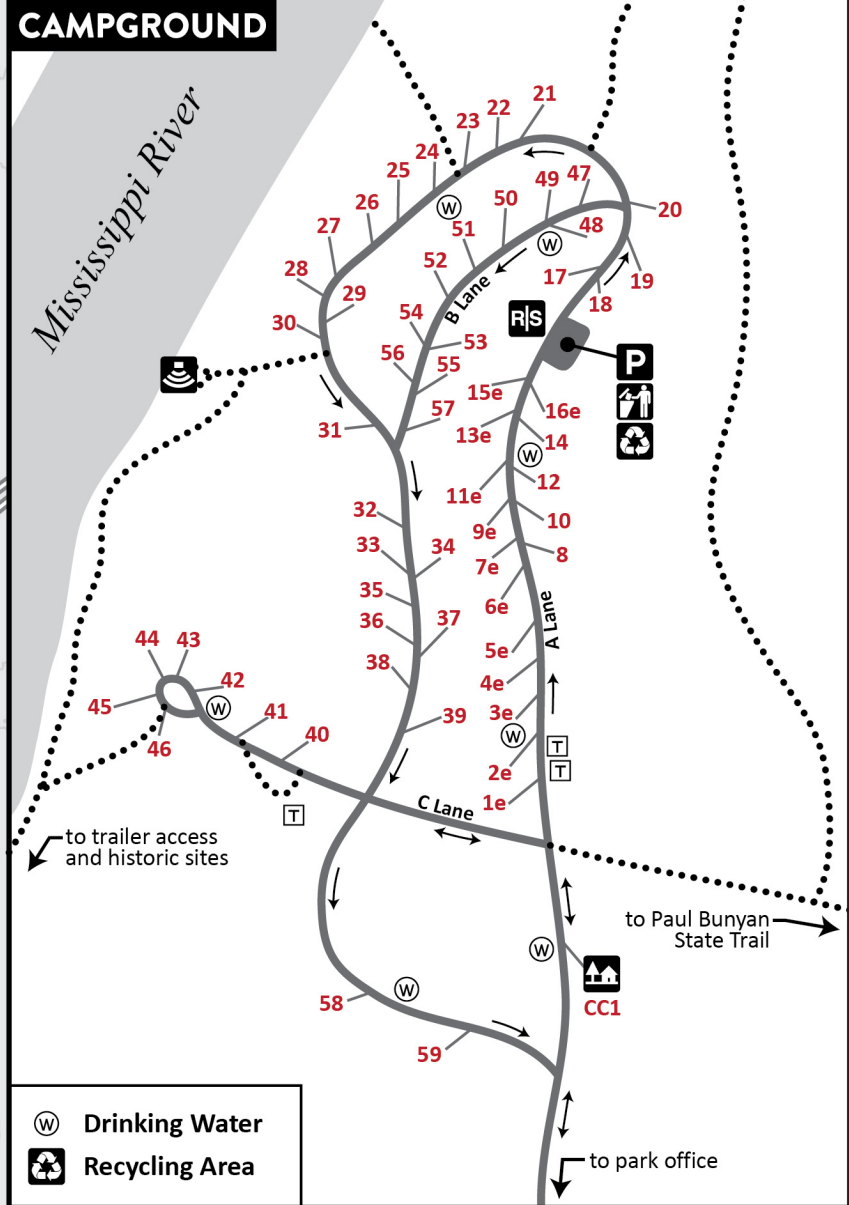 CAMPGROUND
Mississippi River
21
22
23
24
25
26
27
28
29
30
31
47
49
48
50
51
52
20
19
17
18
B Lane
54
53
56
55
57
R|S
P
15e
16e
13e
14
12
11e
10
9e
8
7e
6e
5e
4e
3e
2e
1e
A Lane
32
33
34
35
36
37
38
39
44
43
42
45
41
46
40
W
W
W
W
W
T
T
T
C Lane
to trailer access
and historic sites
to Paul Bunyan
State Trail
W
CC1
W
58
59
W Drinking Water
Recycling Area
to park office